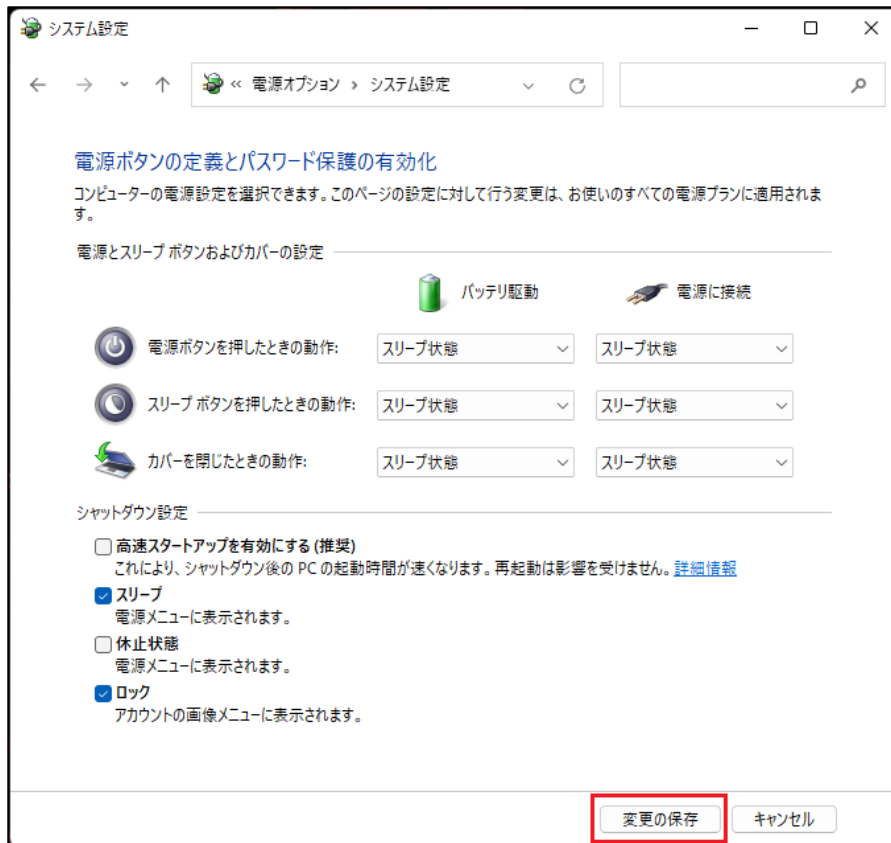 システム設定
« 電源オプション › システム設定
電源ボタンの定義とパスワード保護の有効化
コンピューターの電源設定を選択できます。このページの設定に対して行う変更は、お使いのすべての電源プランに適用されま
す。
電源とスリープ ボタンおよびカバーの設定
バッテリ駆動 電源に接続
電源ボタンを押したときの動作: スリープ状態 スリープ状態
スリープ ボタンを押したときの動作: スリープ状態 スリープ状態
カバーを閉じたときの動作: スリープ状態 スリープ状態
シャットダウン設定
高速スタートアップを有効にする (推奨)
これにより、シャットダウン後の PC の起動時間が速くなります。再起動は影響を受けません。詳細情報
スリープ
電源メニューに表示されます。
休止状態
電源メニューに表示されます。
ロック
アカウントの画像メニューに表示されます。
変更の保存 キャンセル